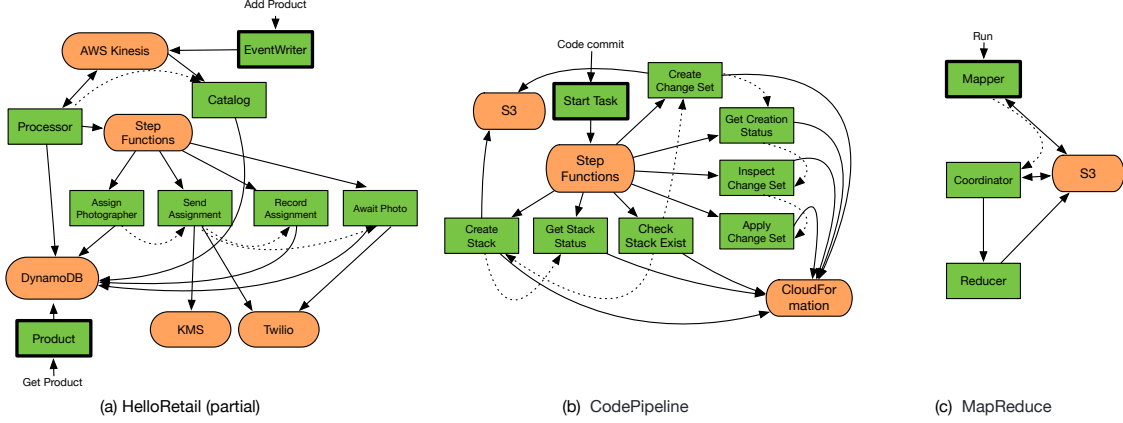 Add Product
AWS Kinesis
EventWriter
Catalog
Processor
Step
Functions
Assign
Photographer
Send
Assignment
Record
Assignment
Await Photo
DynamoDB
Product
KMS
Twilio
Get Product
(a) HelloRetail (partial)
Code commit
S3
Start Task
Create
Change Set
Get Creation
Status
Step
Functions
Inspect
Change Set
Apply
Change Set
Create
Stack
Get Stack
Status
Check
Stack Exist
CloudFor
mation
(b) CodePipeline
Run
Mapper
Coordinator
S3
Reducer
(c) MapReduce